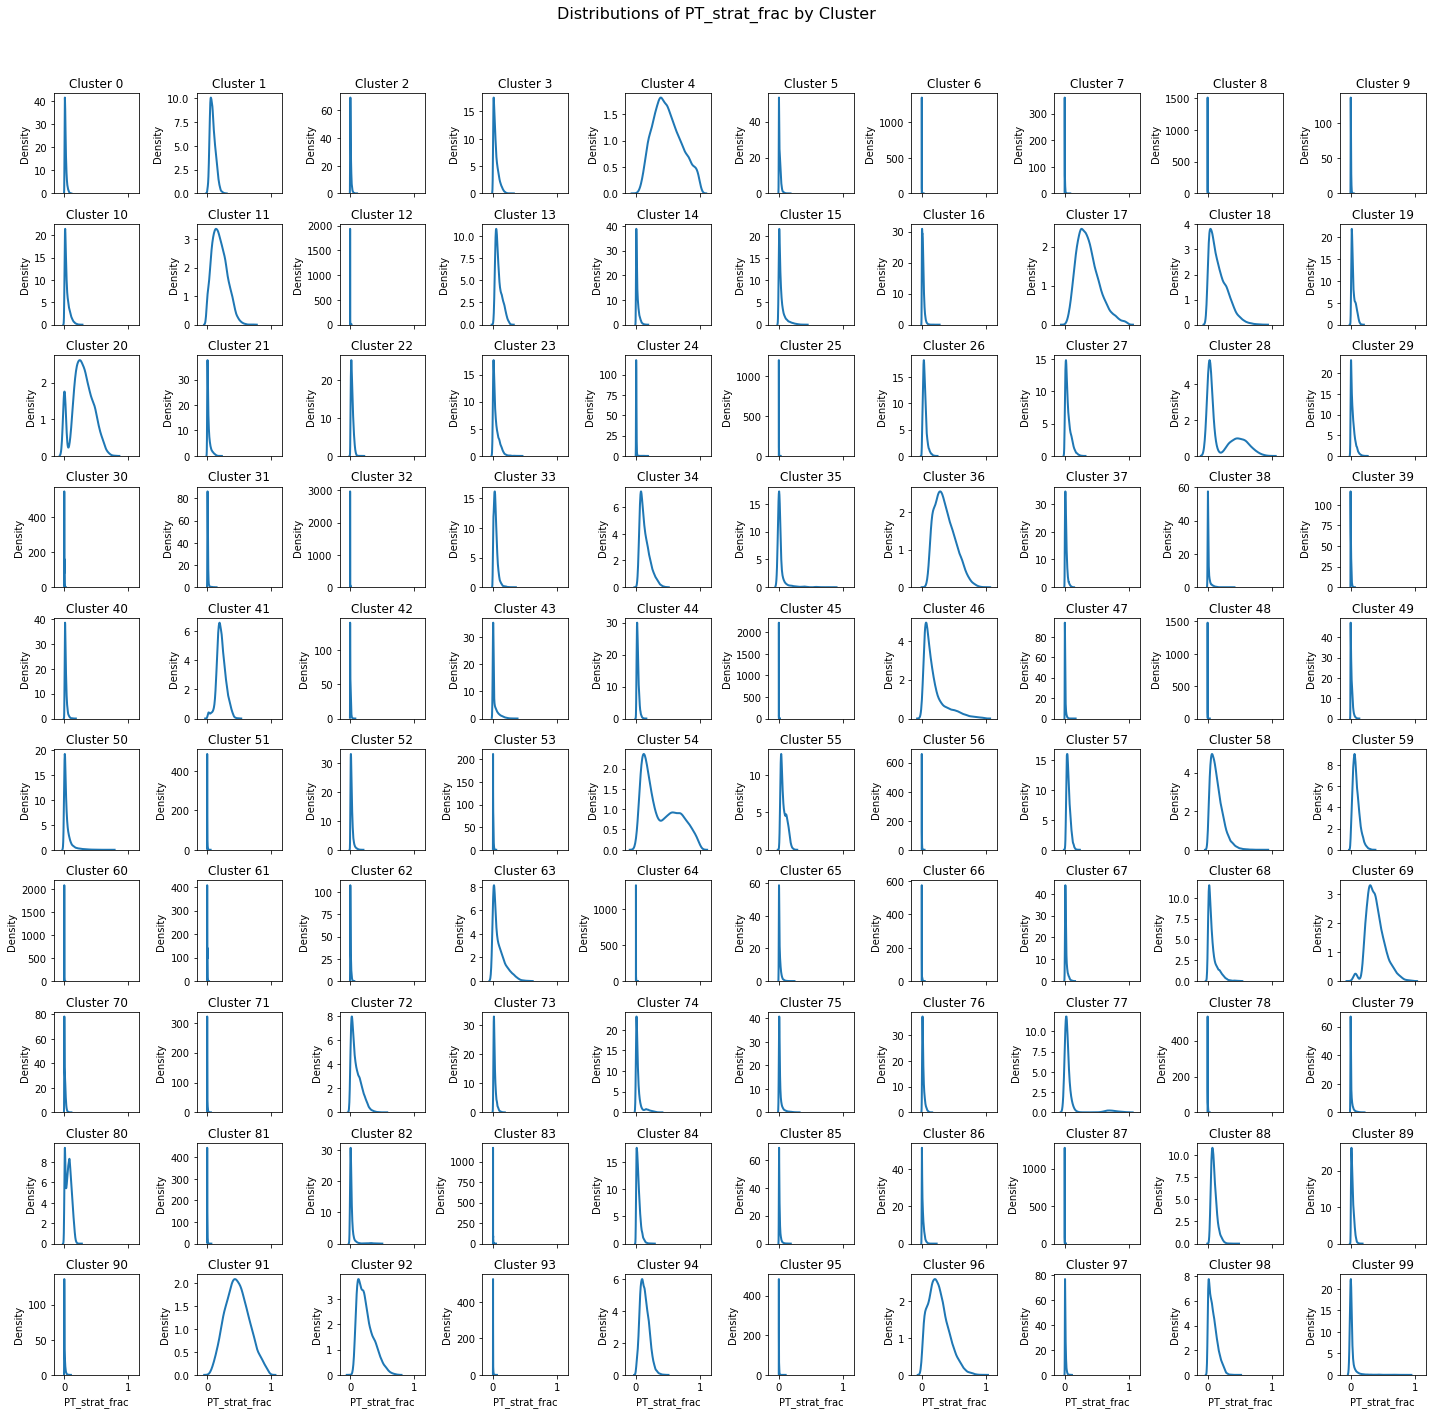 Distributions of PT_strat_frac by Cluster
Cluster 0
Density
40
30
20
10
0
Cluster 1
Density
10.0
7.5
5.0
2.5
0.0
Cluster 2
Density
60
40
20
0
Cluster 3
Density
15
10
5
0
Cluster 4
Density
1.5
1.0
0.5
0.0
Cluster 5
Density
40
20
0
Cluster 6
Density
1000
500
0
Cluster 7
Density
300
200
100
0
Cluster 8
Density
1500
1000
500
0
Cluster 9
Density
100
50
0
Cluster 10
Density
20
15
10
5
0
Cluster 11
Density
3
2
1
0
Cluster 12
Density
2000
1500
1000
500
0
Cluster 13
Density
10.0
7.5
5.0
2.5
0.0
Cluster 14
Density
40
30
20
10
0
Cluster 15
Density
20
15
10
5
0
Cluster 16
Density
30
20
10
0
Cluster 17
Density
2
1
0
Cluster 18
Density
4
3
2
1
0
Cluster 19
Density
20
15
10
5
0
Cluster 20
Density
2
1
0
Cluster 21
Density
30
20
10
0
Cluster 22
Density
20
10
0
Cluster 23
Density
15
10
5
0
Cluster 24
Density
100
75
50
25
0
Cluster 25
Density
1000
500
0
Cluster 26
Density
15
10
5
0
Cluster 27
Density
15
10
5
0
Cluster 28
Density
4
2
0
Cluster 29
Density
20
10
0
Cluster 30
Density
400
200
0
Cluster 31
Density
80
60
40
20
0
Cluster 32
Density
3000
2000
1000
0
Cluster 33
Density
15
10
5
0
Cluster 34
Density
6
4
2
0
Cluster 35
Density
15
10
5
0
Cluster 36
Density
2
1
0
Cluster 37
Density
30
20
10
0
Cluster 38
Density
60
40
20
0
Cluster 39
Density
100
75
50
25
0
Cluster 40
Density
40
30
20
10
0
Cluster 41
Density
6
4
2
0
Cluster 42
Density
100
50
0
Cluster 43
Density
30
20
10
0
Cluster 44
Density
30
20
10
0
Cluster 45
Density
2000
1500
1000
500
0
Cluster 46
Density
4
2
0
Cluster 47
Density
80
60
40
20
0
Cluster 48
Density
1500
1000
500
0
Cluster 49
Density
40
30
20
10
0
Cluster 50
Density
20
15
10
5
0
Cluster 51
Density
400
200
0
Cluster 52
Density
30
20
10
0
Cluster 53
Density
200
150
100
50
0
Cluster 54
Density
2.0
1.5
1.0
0.5
0.0
Cluster 55
Density
10
5
0
Cluster 56
Density
600
400
200
0
Cluster 57
Density
15
10
5
0
Cluster 58
Density
4
2
0
Cluster 59
Density
8
6
4
2
0
Cluster 60
Density
2000
1500
1000
500
0
Cluster 61
Density
400
300
200
100
0
Cluster 62
Density
100
75
50
25
0
Cluster 63
Density
8
6
4
2
0
Cluster 64
Density
1000
500
0
Cluster 65
Density
60
40
20
0
Cluster 66
Density
600
400
200
0
Cluster 67
Density
40
30
20
10
0
Cluster 68
Density
10.0
7.5
5.0
2.5
0.0
Cluster 69
Density
3
2
1
0
Cluster 70
Density
80
60
40
20
0
Cluster 71
Density
300
200
100
0
Cluster 72
Density
8
6
4
2
0
Cluster 73
Density
30
20
10
0
Cluster 74
Density
20
15
10
5
0
Cluster 75
Density
40
30
20
10
0
Cluster 76
Density
30
20
10
0
Cluster 77
Density
10.0
7.5
5.0
2.5
0.0
Cluster 78
Density
400
200
0
Cluster 79
Density
60
40
20
0
Cluster 80
Density
8
6
4
2
0
Cluster 81
Density
400
300
200
100
0
Cluster 82
Density
30
20
10
0
Cluster 83
Density
1000
750
500
250
0
Cluster 84
Density
15
10
5
0
Cluster 85
Density
60
40
20
0
Cluster 86
Density
40
20
0
Cluster 87
Density
1000
500
0
Cluster 88
Density
10.0
7.5
5.0
2.5
0.0
Cluster 89
Density
20
10
0
Cluster 90
Density
100
50
0
0 1
PT_strat_frac
Cluster 91
Density
2.0
1.5
1.0
0.5
0.0
0 1
PT_strat_frac
Cluster 92
Density
3
2
1
0
0 1
PT_strat_frac
Cluster 93
Density
400
200
0
0 1
PT_strat_frac
Cluster 94
Density
6
4
2
0
0 1
PT_strat_frac
Cluster 95
Density
400
200
0
0 1
PT_strat_frac
Cluster 96
Density
2
1
0
0 1
PT_strat_frac
Cluster 97
Density
80
60
40
20
0
0 1
PT_strat_frac
Cluster 98
Density
8
6
4
2
0
0 1
PT_strat_frac
Cluster 99
Density
20
15
10
5
0
0 1
PT_strat_frac